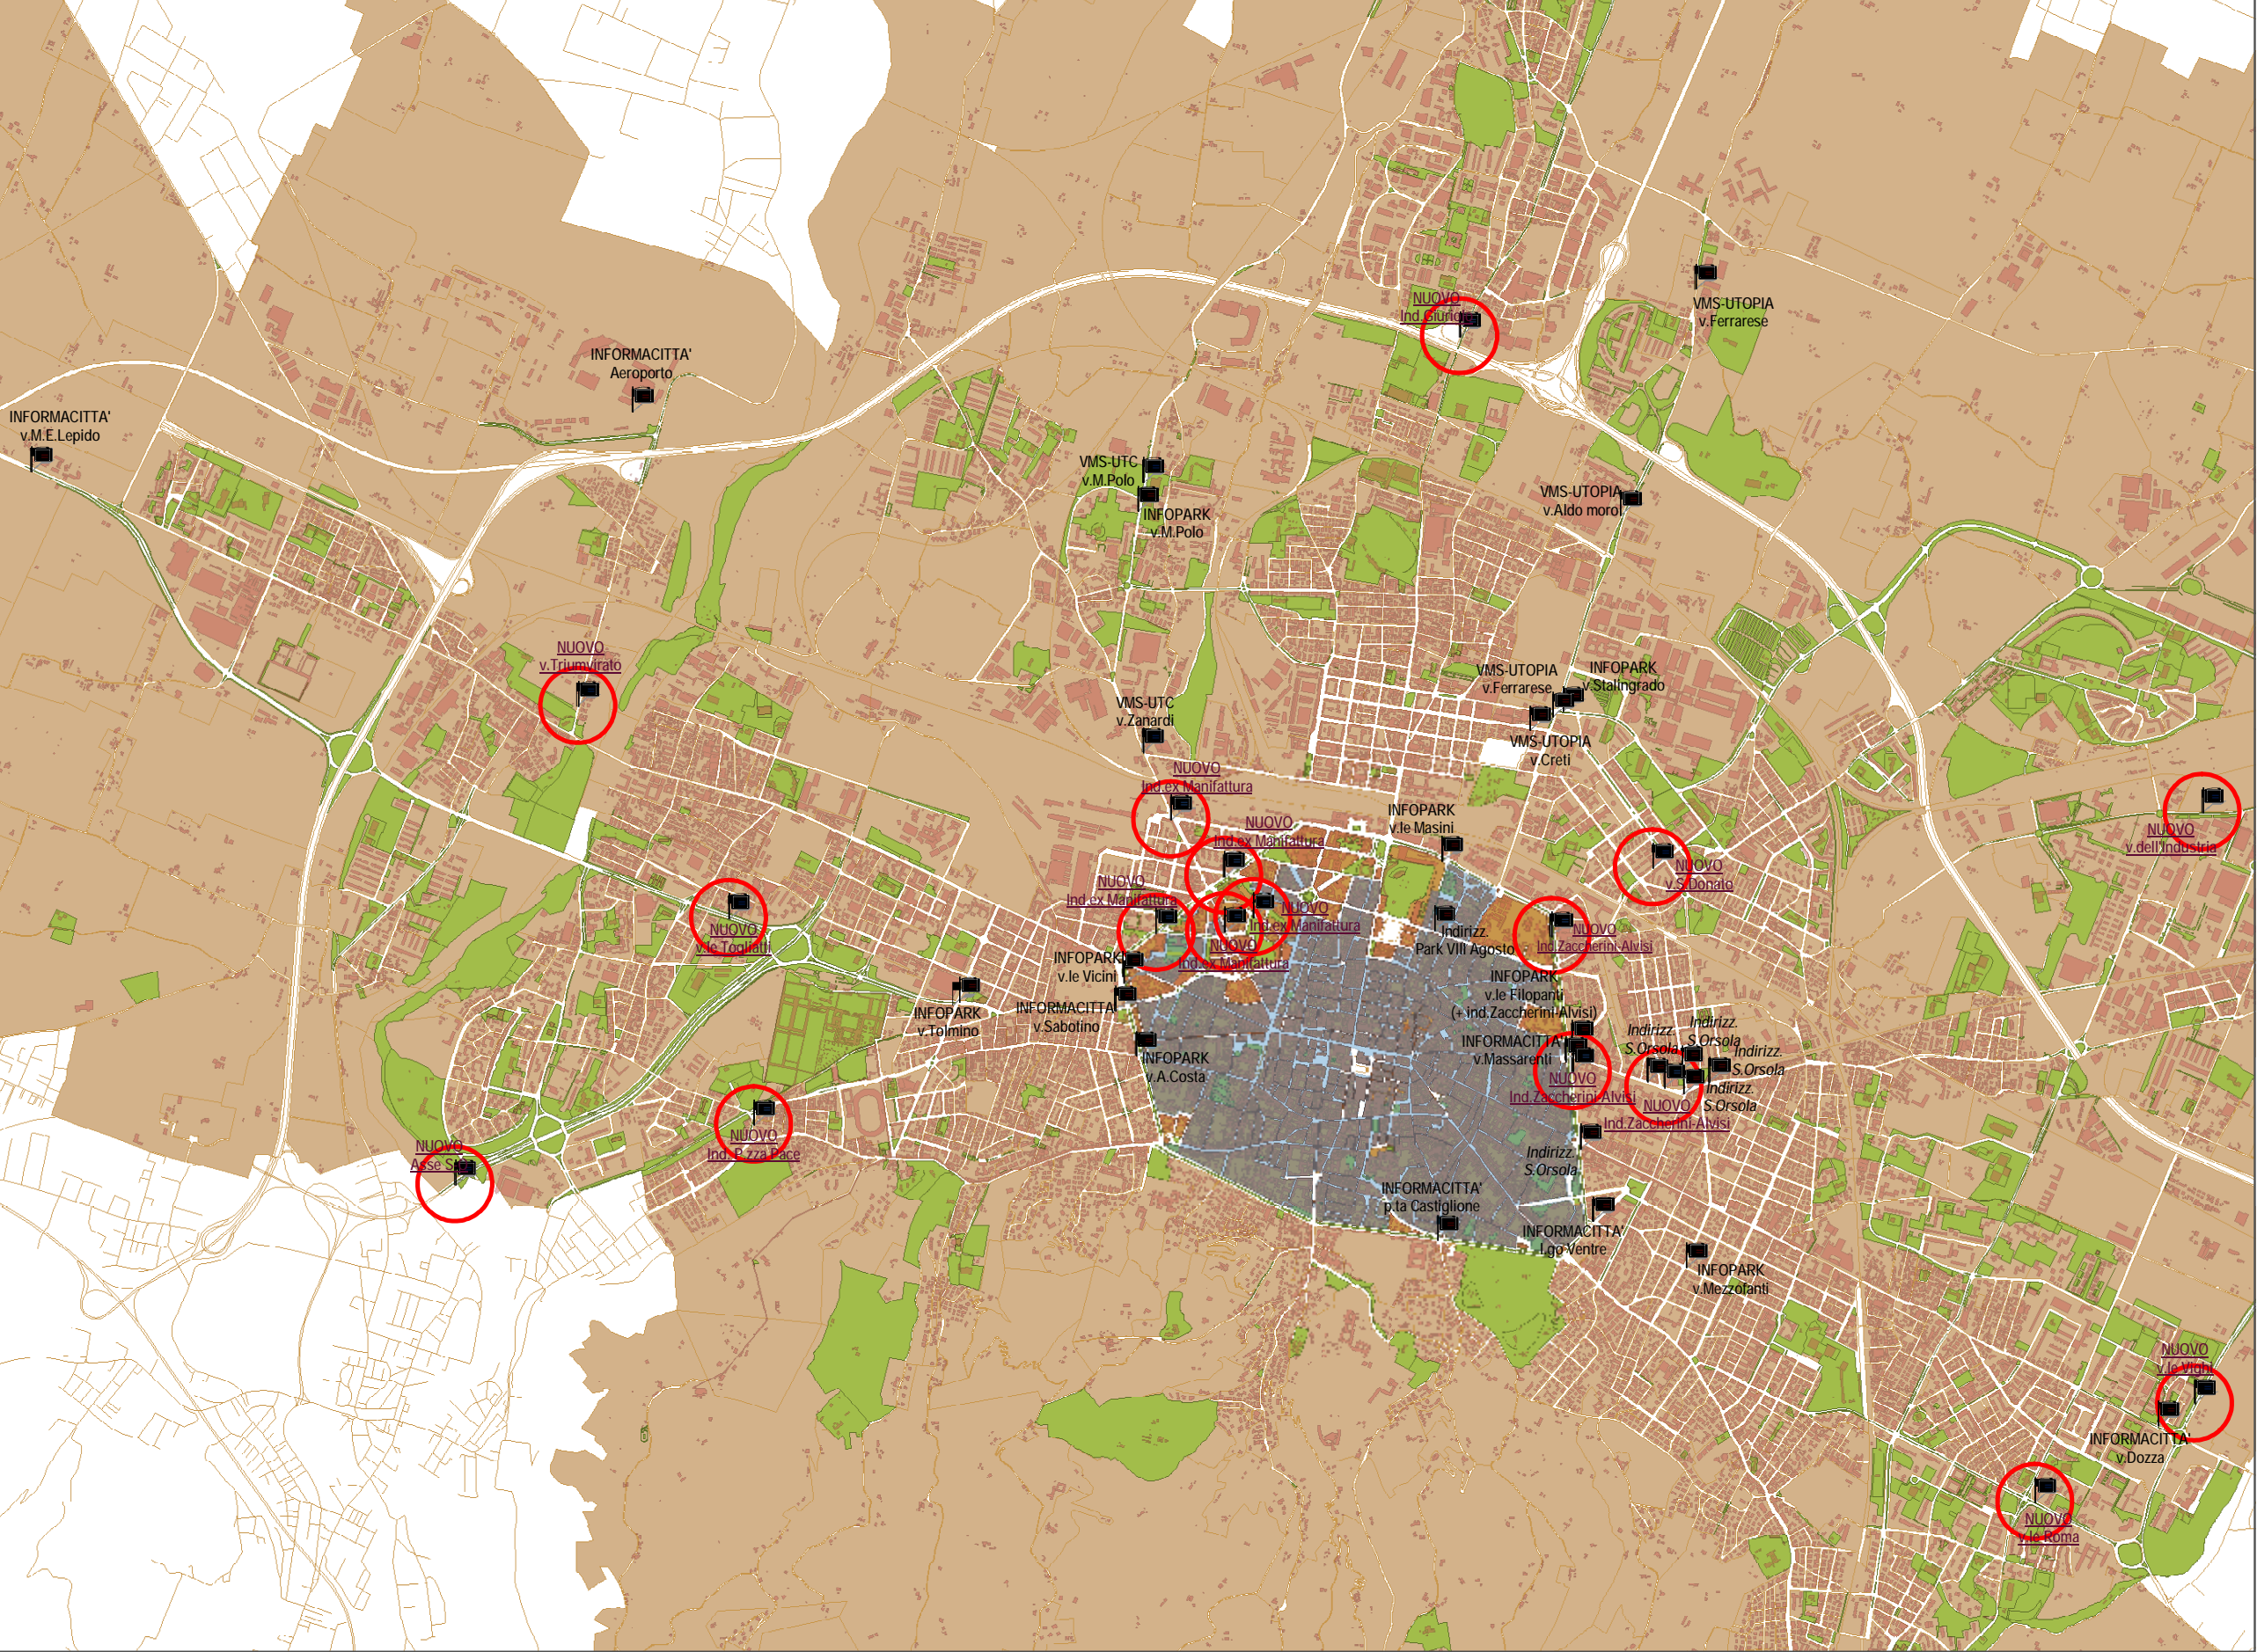 NUOVO
Ind.Giuriolo
VMS-UTOPIA
v.Ferrarese
INFORMACITTA'
Aeroporto
INFORMACITTA'
v.M.E.Lepido
VMS-UTC
v.M.Polo
INFOPARK
v.M.Polo
VMS-UTOPIA
v.Aldo moro
NUOVO
v.Triumvirato
VMS-UTOPIA
v.Ferrarese
INFOPARK
v.Stalingrado
VMS-UTC
v.Zanardi
VMS-UTOPIA
v.Creti
NUOVO
Ind.ex Manifattura
NUOVO
Ind.ex Manifattura
INFOPARK
v.le Masini
NUOVO
v.dell'Industria
NUOVO
v.S.Donato
NUOVO
Ind.ex Manifattura
NUOVO
Ind.ex Manifattura
NUOVO
Ind.ex Manifattura
NUOVO
v.le Togliatti
Indirizz.
Park VIII Agosto
NUOVO
Ind.Zaccherini-Alvisi
INFOPARK
v.le Vicini
INFOPARK
v.le Filopanti
(+ ind.Zaccherini-Alvisi)
INFOPARK
v.Tolmino
INFORMACITTA'
v.Sabotino
INFOPARK
v.A.Costa
INFORMACITTA'
v.Massarenti
Indirizz.
S.Orsola
Indirizz.
S.Orsola
Indirizz.
S.Orsola
Indirizz.
S.Orsola
NUOVO
Ind.Zaccherini-Alvisi
NUOVO
Ind.Zaccherini-Alvisi
NUOVO
Ind. P.zza Pace
NUOVO
Indirizz.
S.Orsola
INFORMACITTA'
p.ta Castiglione
INFORMACITTA'
l.go Ventre
INFOPARK
v.Mezzofanti
NUOVO
v.le Vighi
INFORMACITTA'
v.Dozza
NUOVO
v.le Roma